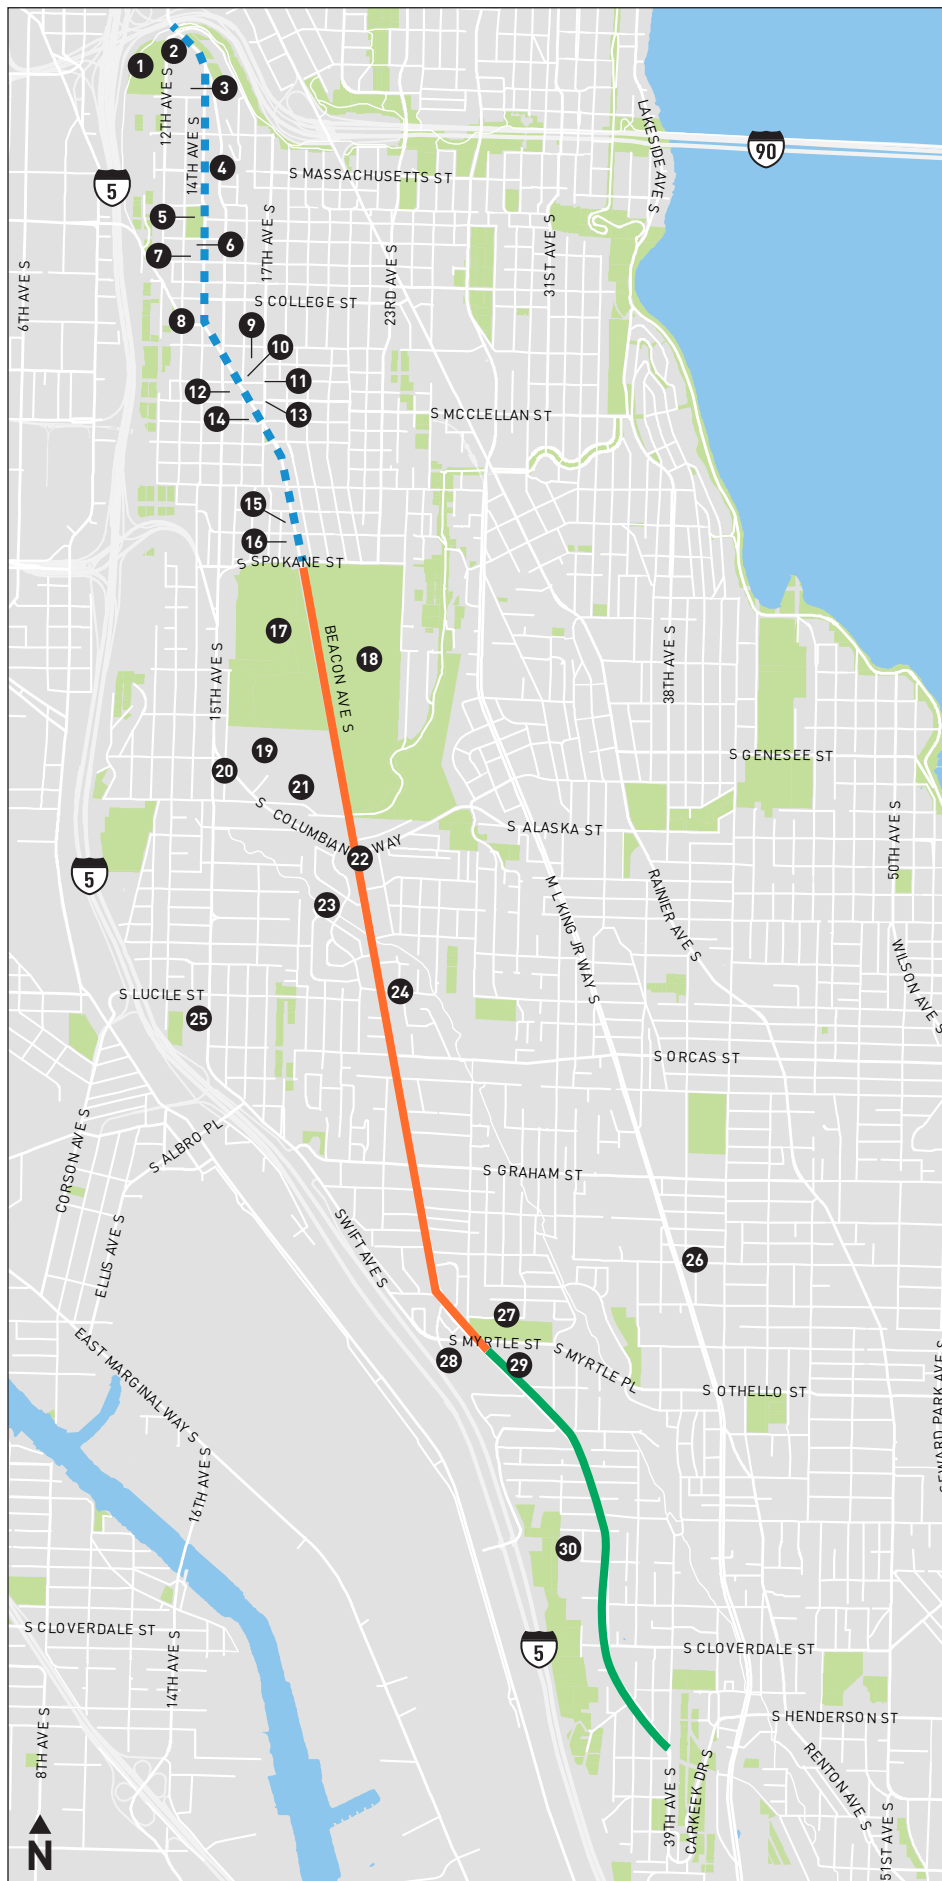 2
1
3
12TH AVE S
14TH AVE S
LAKESIDE AVE S
90
4
S MASSACHUSETTS ST
5
5
17TH AVE S
31ST AVE S
6
7
23RD AVE S
6TH AVE S
S COLLEGE ST
8
9
10
11
12
13
14
S MCCLELLAN ST
15
16
S SPOKANE ST
17
BEACON AVE S
18
38TH AVE S
15TH AVE S
19
S GENESEE ST
20
21
S COLUMBIAN WAY
S ALASKA ST
50TH AVE S
22
5
M L KING JR WAY S
RAINIER AVE S
23
WILSON AVE S
24
S LUCILE ST
25
S ORCAS ST
CORSON AVE S
S ALBRO PL
S GRAHAM ST
SWIFT AVE S
ELLIS AVE S
26
27
EAST MARGINAL WAY S
S MYRTLE ST
S MYRTLE PL
28
29
SEWARD PARK AVE S
S OTHELLO ST
16TH AVE S
30
S CLOVERDALE ST
5
S CLOVERDALE ST
14TH AVE S
S HENDERSON ST
8TH AVE S
39TH AVE S
CARKEEK DR S
RENTON AVE S
51ST AVE S
N